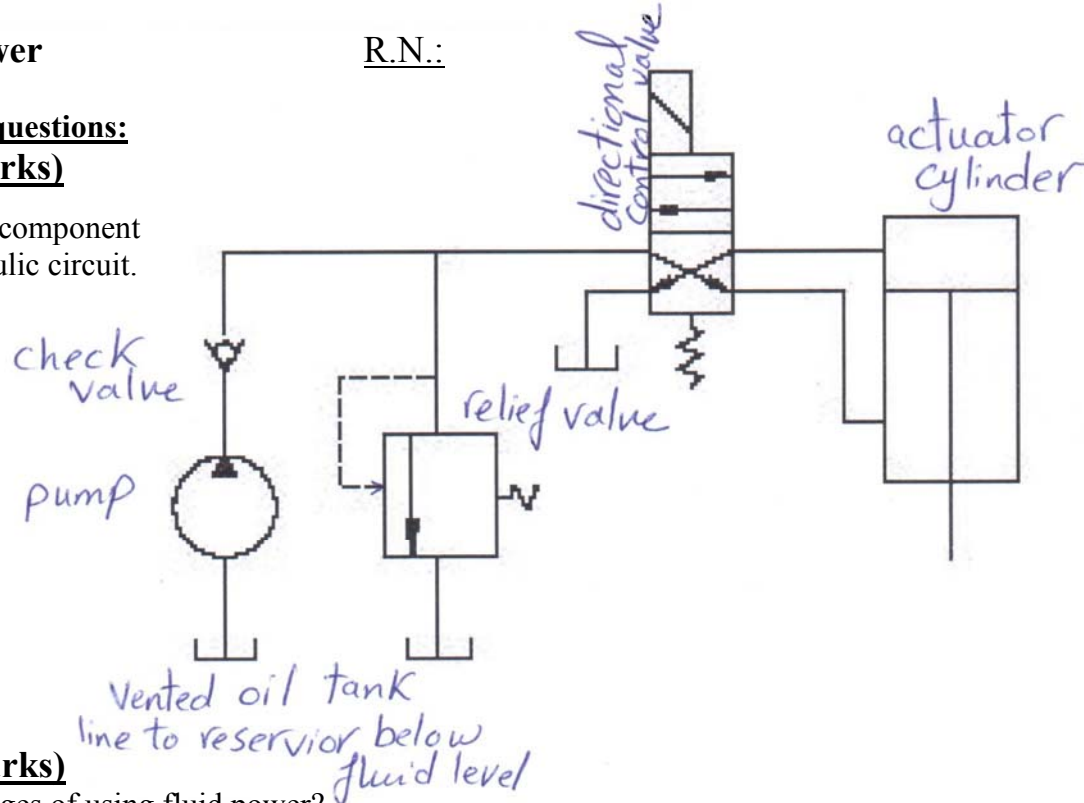 wer
R.N.:
questions:
rks)
component
ulic circuit.
directional
control valve
actuator
cylinder
check
valve
relief valve
pump
Vented oil tank
line to reservior below
fluid level
rks)
ges of using fluid power?